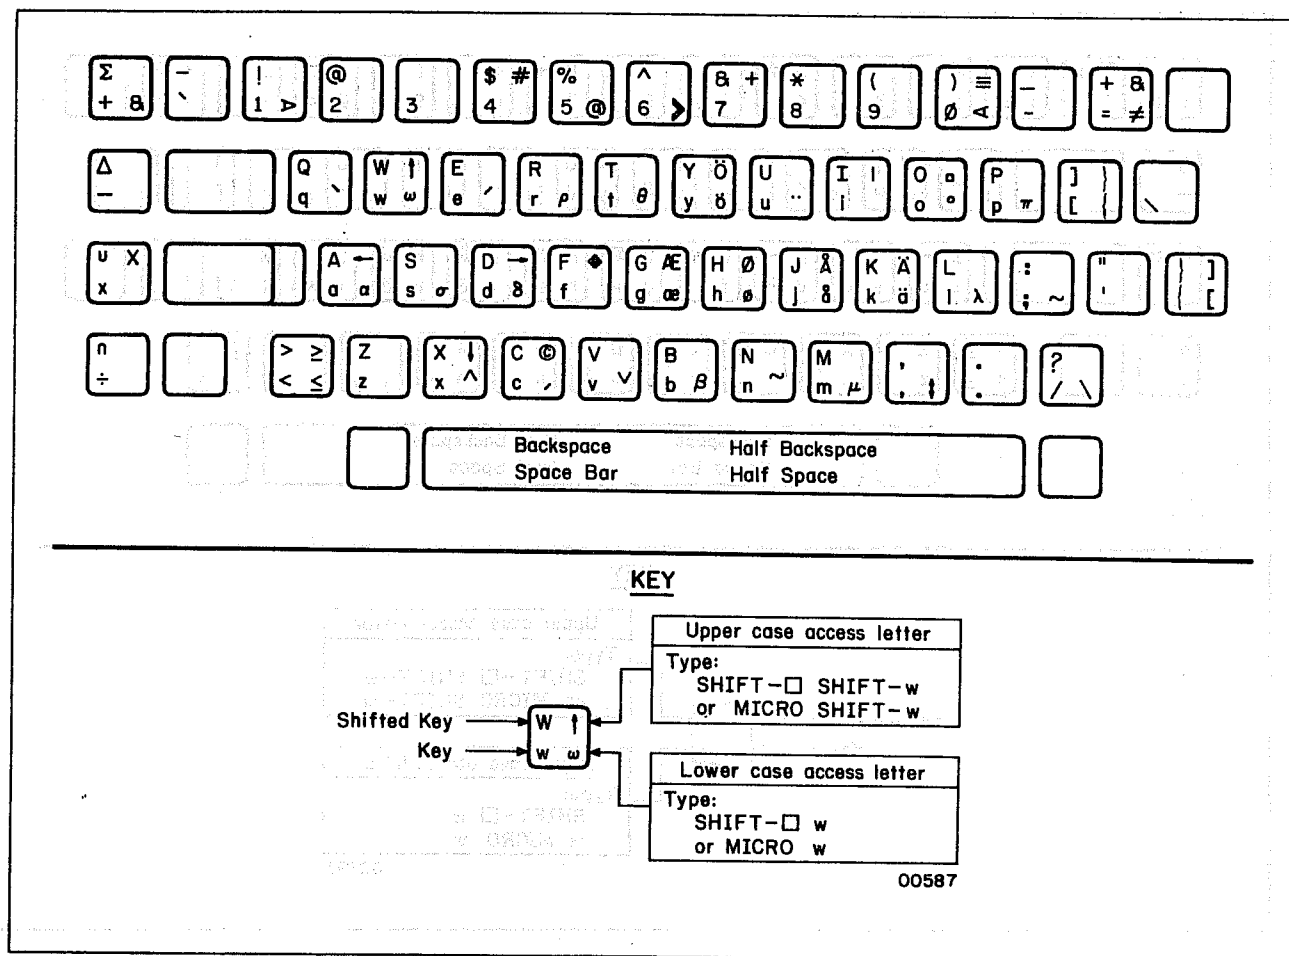 Σ − ! @ $ # % ^ & + * ( ) ≡ _ + &
+ & ` 1 ⋗ 2 3 4 5 @ 6 > 7 8 9 Ø ⋖ - = ≠
Δ Q W ↑ E R T Y Ö U I | O ▫ P ] }
− q ` w ω e ´ r ρ t θ y ö u ¨ i o ° p π [ { \
∪ X A ← S D → F ◆ G Æ H Ø J Å K Ä L : " | ]
x a α s σ d δ f g æ h ø j å k ä l λ ; ~ ' | [
∩ > ≥ Z X ↓ C © V B N M , . ?
÷ < ≤ z x ^ c ˏ v ∨ b β n ~ m μ , ↕ . / \
Backspace Half Backspace
Space Bar Half Space
KEY
Upper case access letter
Type:
SHIFT-□ SHIFT-w
or MICRO SHIFT-w
Shifted Key W ↑
Key w ω
Lower case access letter
Type:
SHIFT-□ w
or MICRO w
00587